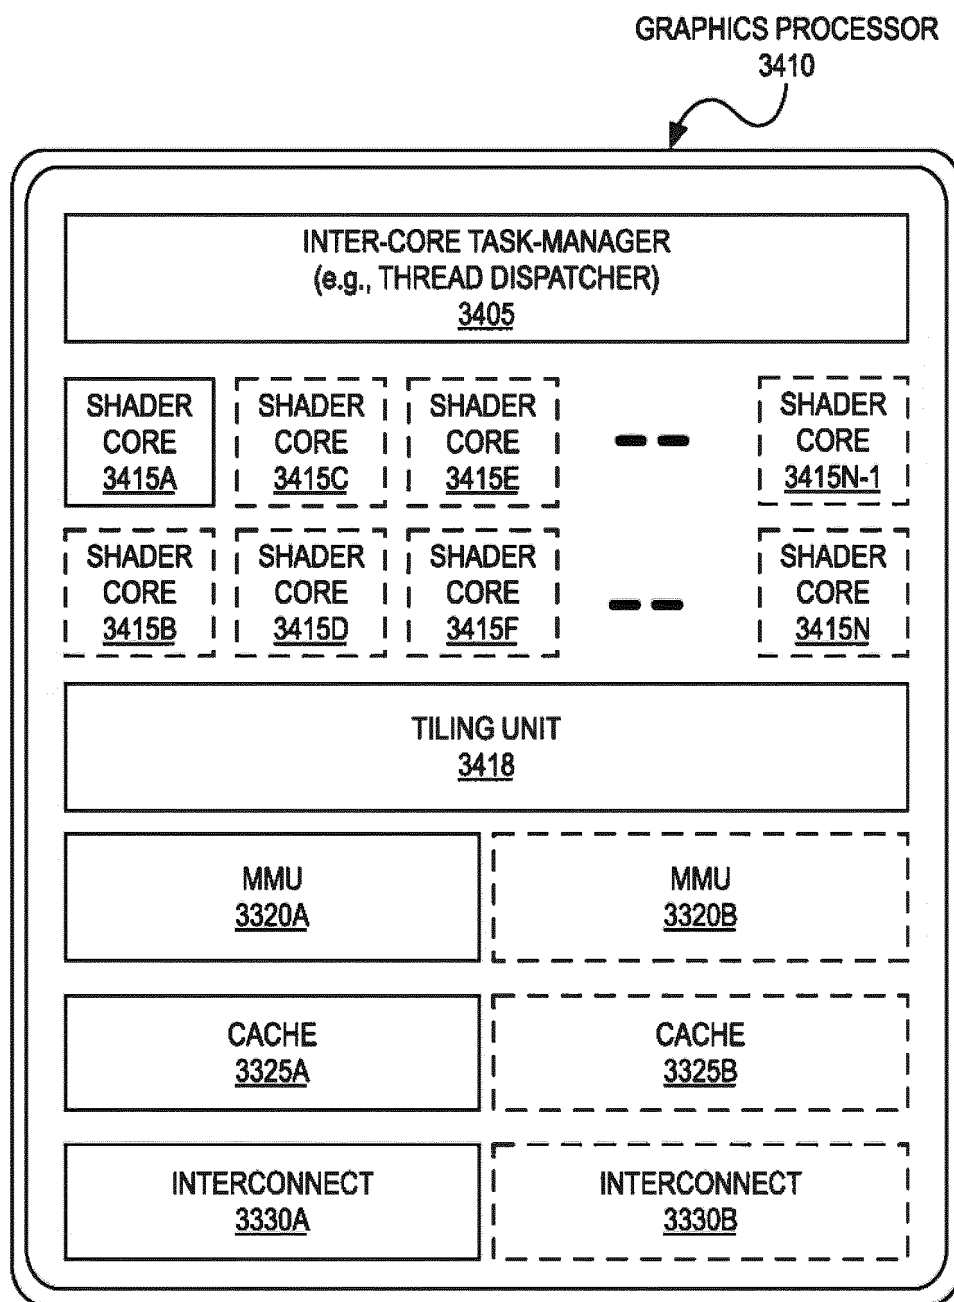 GRAPHICS PROCESSOR
3410
INTER-CORE TASK-MANAGER
(e.g., THREAD DISPATCHER)
3405
SHADER
CORE
3415A
SHADER
CORE
3415C
SHADER
CORE
3415E
SHADER
CORE
3415N-1
SHADER
CORE
3415B
SHADER
CORE
3415D
SHADER
CORE
3415F
SHADER
CORE
3415N
TILING UNIT
3418
MMU
3320A
MMU
3320B
CACHE
3325A
CACHE
3325B
INTERCONNECT
3330A
INTERCONNECT
3330B